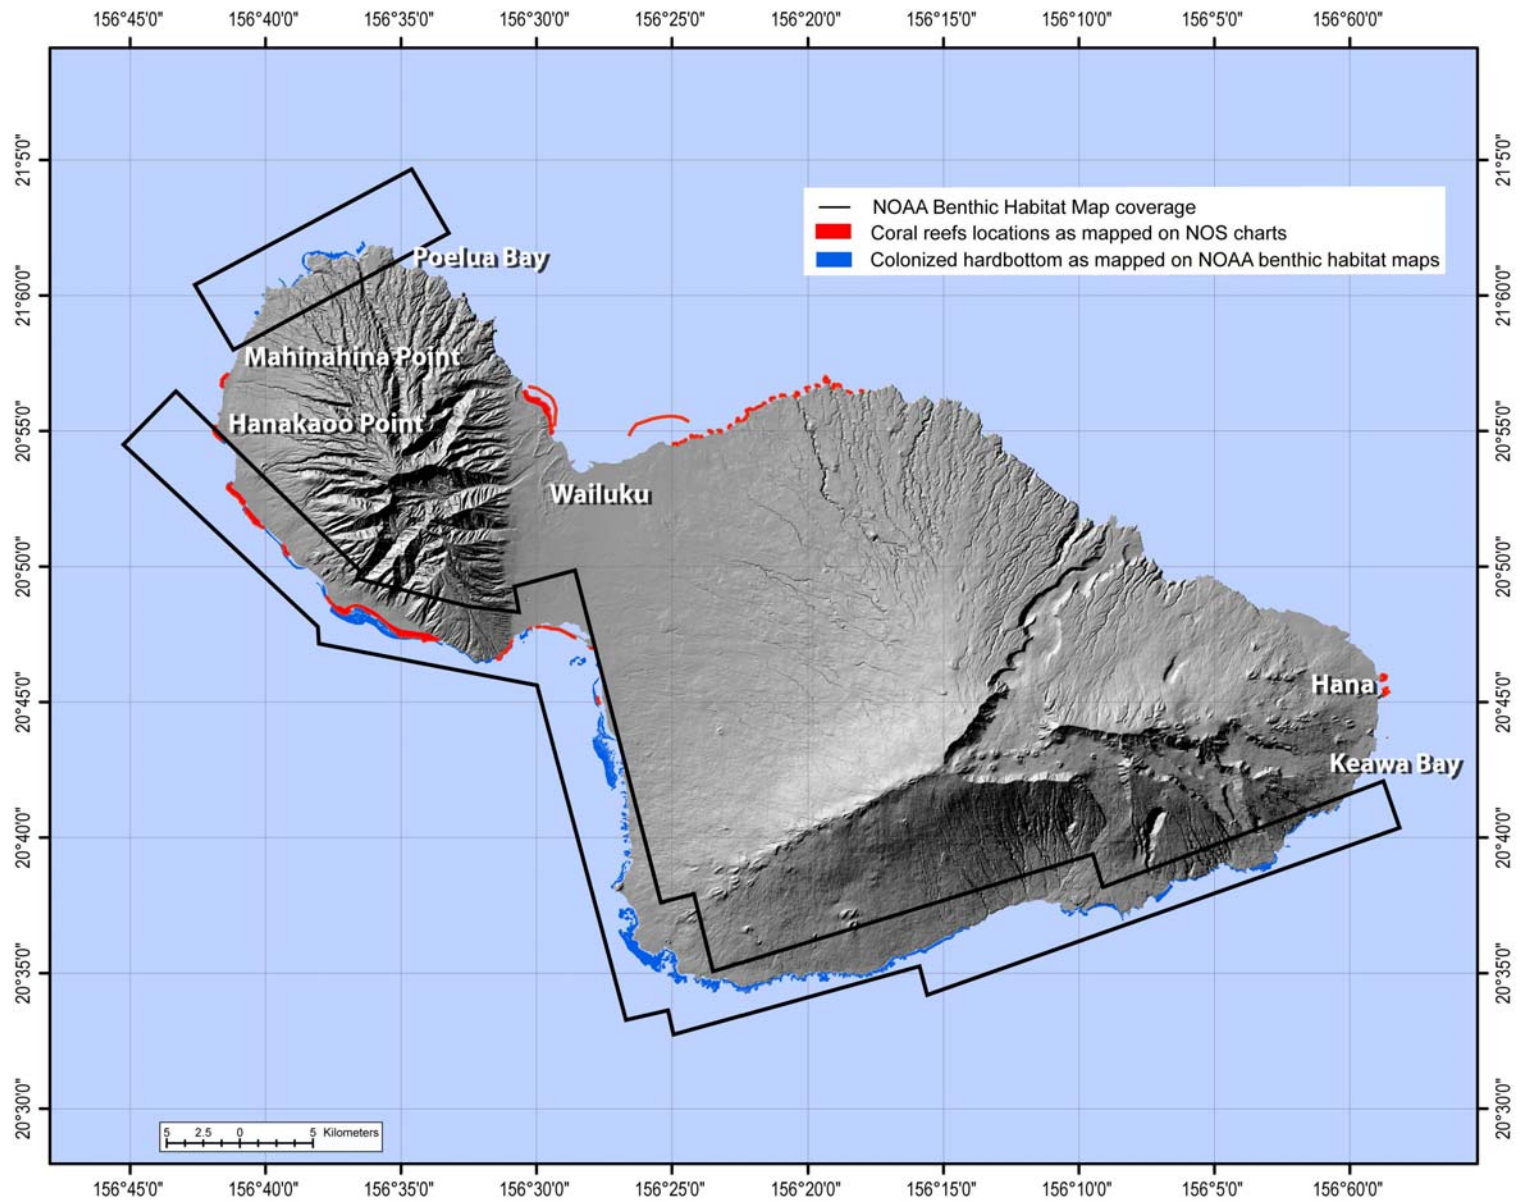 156°45'0" 156°40'0" 156°35'0" 156°30'0" 156°25'0" 156°20'0" 156°15'0" 156°10'0" 156°5'0" 156°0'0"
21°5'0" 21°5'0"
NOAA Benthic Habitat Map coverage
Coral reefs locations as mapped on NOS charts
Colonized hardbottom as mapped on NOAA benthic habitat maps
Poelua Bay
21°60'0" 21°60'0"
Mahinahina Point
Hanakaoo Point
20°55'0" 20°55'0"
Wailuku
20°50'0" 20°50'0"
Hana
20°45'0" 20°45'0"
Keawa Bay
20°40'0" 20°40'0"
20°35'0" 20°35'0"
20°30'0" 20°30'0"
5 2.5 0 5 Kilometers
156°45'0" 156°40'0" 156°35'0" 156°30'0" 156°25'0" 156°20'0" 156°15'0" 156°10'0" 156°5'0" 156°0'0"